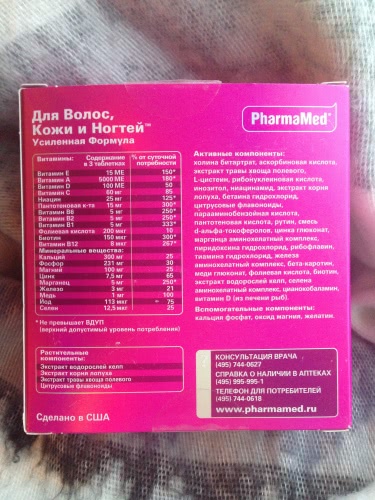 Для Волос,
Кожи и Ногтей™
Усиленная Формула
PharmaMed®
Витамины: Содержание в 3 таблетках % от суточной потребности
Витамин Е 15 МЕ 150*
Витамин А 5000 МЕ 180*
Витамин D 100 МЕ 50
Витамин С 60 мг 85
Ниацин 25 мг 125*
Пантотеновая к-та 15 мг 300*
Витамин В6 5 мг 250*
Витамин В2 5 мг 250*
Витамин В1 5 мг 333*
Фолиевая кислота 200 мкг 10
Биотин 150 мкг 300*
Витамин В12 8 мкг 267*
Минеральные вещества:
Кальций 300 мг 25
Фосфор 231 мг 30
Магний 100 мг 25
Цинк 7,5 мг 65
Марганец 5 мг 250*
Железо 3 мг 21
Медь 1 мг 100
Йод 113 мкг 75
Селен 12,5 мкг 25
* Не превышает ВДУП
(верхний допустимый уровень потребления)
Растительные
компоненты:
Экстракт водорослей келп
Экстракт корня лопуха
Экстракт травы хвоща полевого
Цитрусовые флавоноиды
Сделано в США
Активные компоненты:
холина битартрат, аскорбиновая кислота,
экстракт травы хвоща полевого,
L-цистеин, рибонуклеиновая кислота,
инозитол, ниацинамид, экстракт корня
лопуха, бетаина гидрохлорид,
цитрусовые флавоноиды,
парааминобензойная кислота,
пантотеновая кислота, рутин, смесь
d-альфа-токоферолов, цинка глюконат,
марганца аминохелатный комплекс,
пиридоксина гидрохлорид, рибофлавин,
тиамина гидрохлорид, железа
аминохелатный комплекс, бета-каротин,
меди глюконат, фолиевая кислота, биотин,
экстракт водорослей келп, селена
аминохелатный комплекс, цианокобаламин,
витамин D (из печени рыб).
Вспомогательные компоненты:
кальция фосфат, оксид магния, желатин.
КОНСУЛЬТАЦИЯ ВРАЧА
(495) 744-0627
СПРАВКА О НАЛИЧИИ В АПТЕКАХ
(495) 995-995-1
ТЕЛЕФОН ДЛЯ ПОТРЕБИТЕЛЕЙ
(495) 744-0618
www.pharmamed.ru